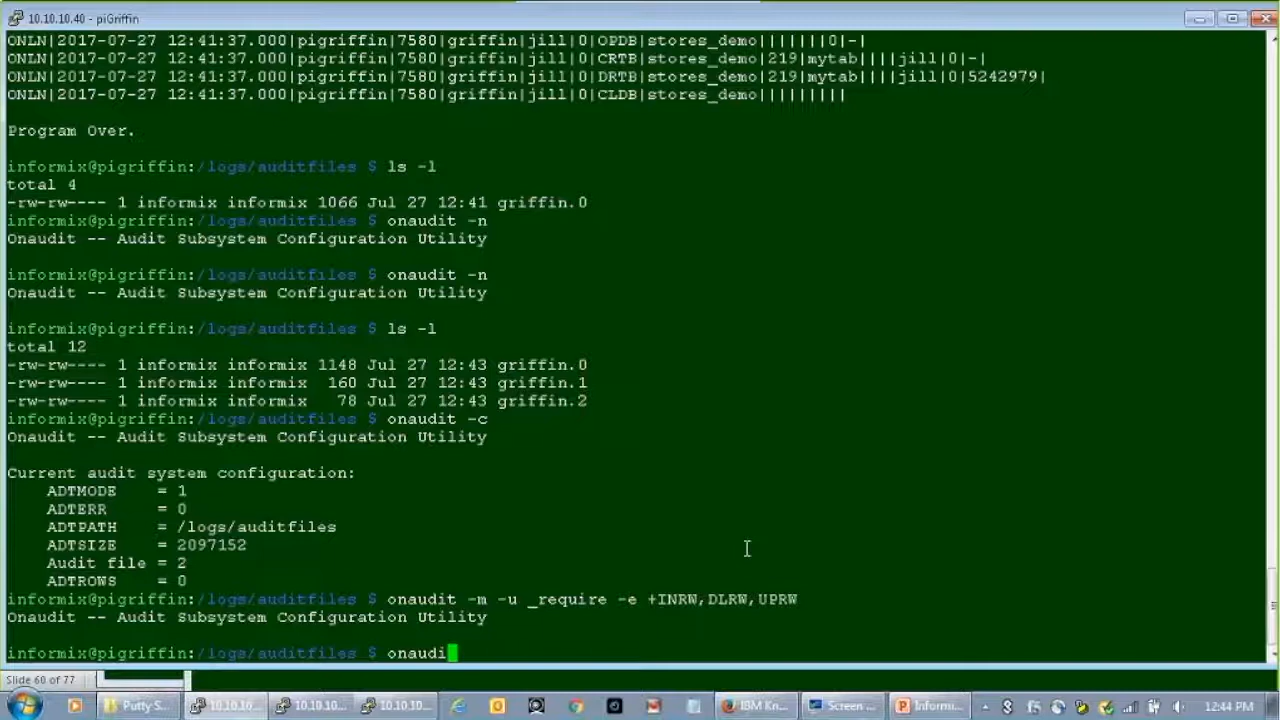 10.10.10.40 - piGriffin
ONLN|2017-07-27 12:41:37.000|pigriffin|7580|griffin|jill|0|OPDB|stores_demo|||||||0|-|
ONLN|2017-07-27 12:41:37.000|pigriffin|7580|griffin|jill|0|CRTB|stores_demo|219|mytab||||jill|0|-|
ONLN|2017-07-27 12:41:37.000|pigriffin|7580|griffin|jill|0|DRTB|stores_demo|219|mytab||||jill|0|5242979|
ONLN|2017-07-27 12:41:37.000|pigriffin|7580|griffin|jill|0|CLDB|stores_demo|||||||||
Program Over.
informix@pigriffin:/logs/auditfiles $ ls -l
total 4
-rw-rw---- 1 informix informix 1066 Jul 27 12:41 griffin.0
informix@pigriffin:/logs/auditfiles $ onaudit -n
Onaudit -- Audit Subsystem Configuration Utility
informix@pigriffin:/logs/auditfiles $ onaudit -n
Onaudit -- Audit Subsystem Configuration Utility
informix@pigriffin:/logs/auditfiles $ ls -l
total 12
-rw-rw---- 1 informix informix 1148 Jul 27 12:43 griffin.0
-rw-rw---- 1 informix informix  160 Jul 27 12:43 griffin.1
-rw-rw---- 1 informix informix   78 Jul 27 12:43 griffin.2
informix@pigriffin:/logs/auditfiles $ onaudit -c
Onaudit -- Audit Subsystem Configuration Utility
Current audit system configuration:
ADTMODE    = 1
ADTERR     = 0
ADTPATH    = /logs/auditfiles
ADTSIZE    = 2097152
Audit file = 2
ADTROWS    = 0
informix@pigriffin:/logs/auditfiles $ onaudit -m -u _require -e +INRW,DLRW,UPRW
Onaudit -- Audit Subsystem Configuration Utility
informix@pigriffin:/logs/auditfiles $ onaudi
Slide 60 of 77
Putty S...
10.10.10...
10.10.10...
10.10.10...
IBM Kn...
Screen ...
Informi...
12:44 PM